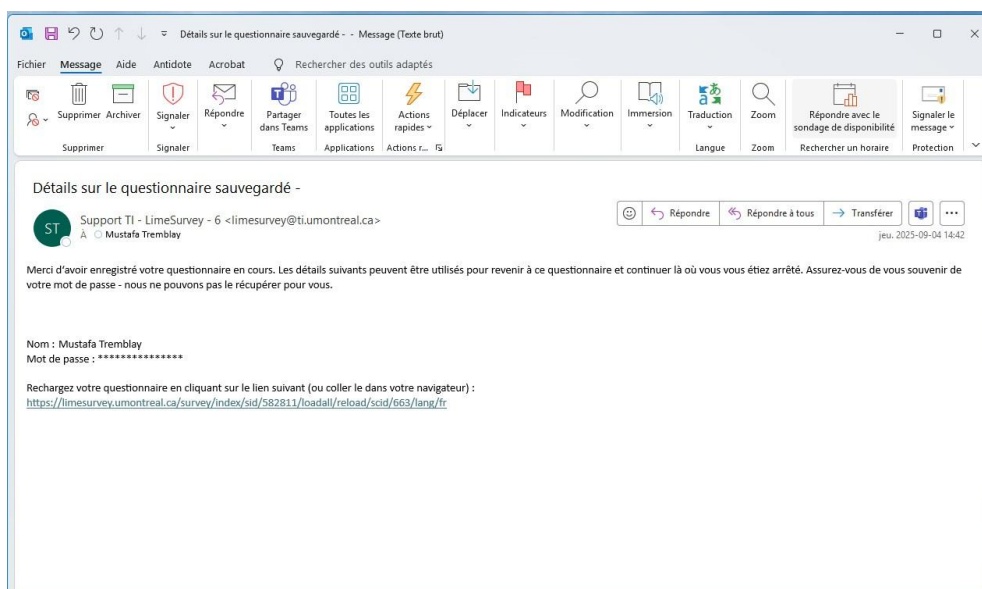 Détails sur le questionnaire sauvegardé - - Message (Texte brut)
Fichier Message Aide Antidote Acrobat Rechercher des outils adaptés
Supprimer Archiver Signaler Répondre Partager dans Teams Toutes les applications Actions rapides Déplacer Indicateurs Modification Immersion Traduction Zoom Répondre avec le sondage de disponibilité Signaler le message
Supprimer Signaler Teams Applications Actions r... Langue Zoom Rechercher un horaire Protection
Détails sur le questionnaire sauvegardé -
ST
Support TI - LimeSurvey - 6 <limesurvey@ti.umontreal.ca>
À Mustafa Tremblay
Répondre Répondre à tous Transférer
jeu. 2025-09-04 14:42
Merci d'avoir enregistré votre questionnaire en cours. Les détails suivants peuvent être utilisés pour revenir à ce questionnaire et continuer là où vous vous étiez arrêté. Assurez-vous de vous souvenir de
votre mot de passe - nous ne pouvons pas le récupérer pour vous.
Nom : Mustafa Tremblay
Mot de passe : ***************
Rechargez votre questionnaire en cliquant sur le lien suivant (ou coller le dans votre navigateur) :
https://limesurvey.umontreal.ca/survey/index/sid/582811/loadall/reload/scid/663/lang/fr